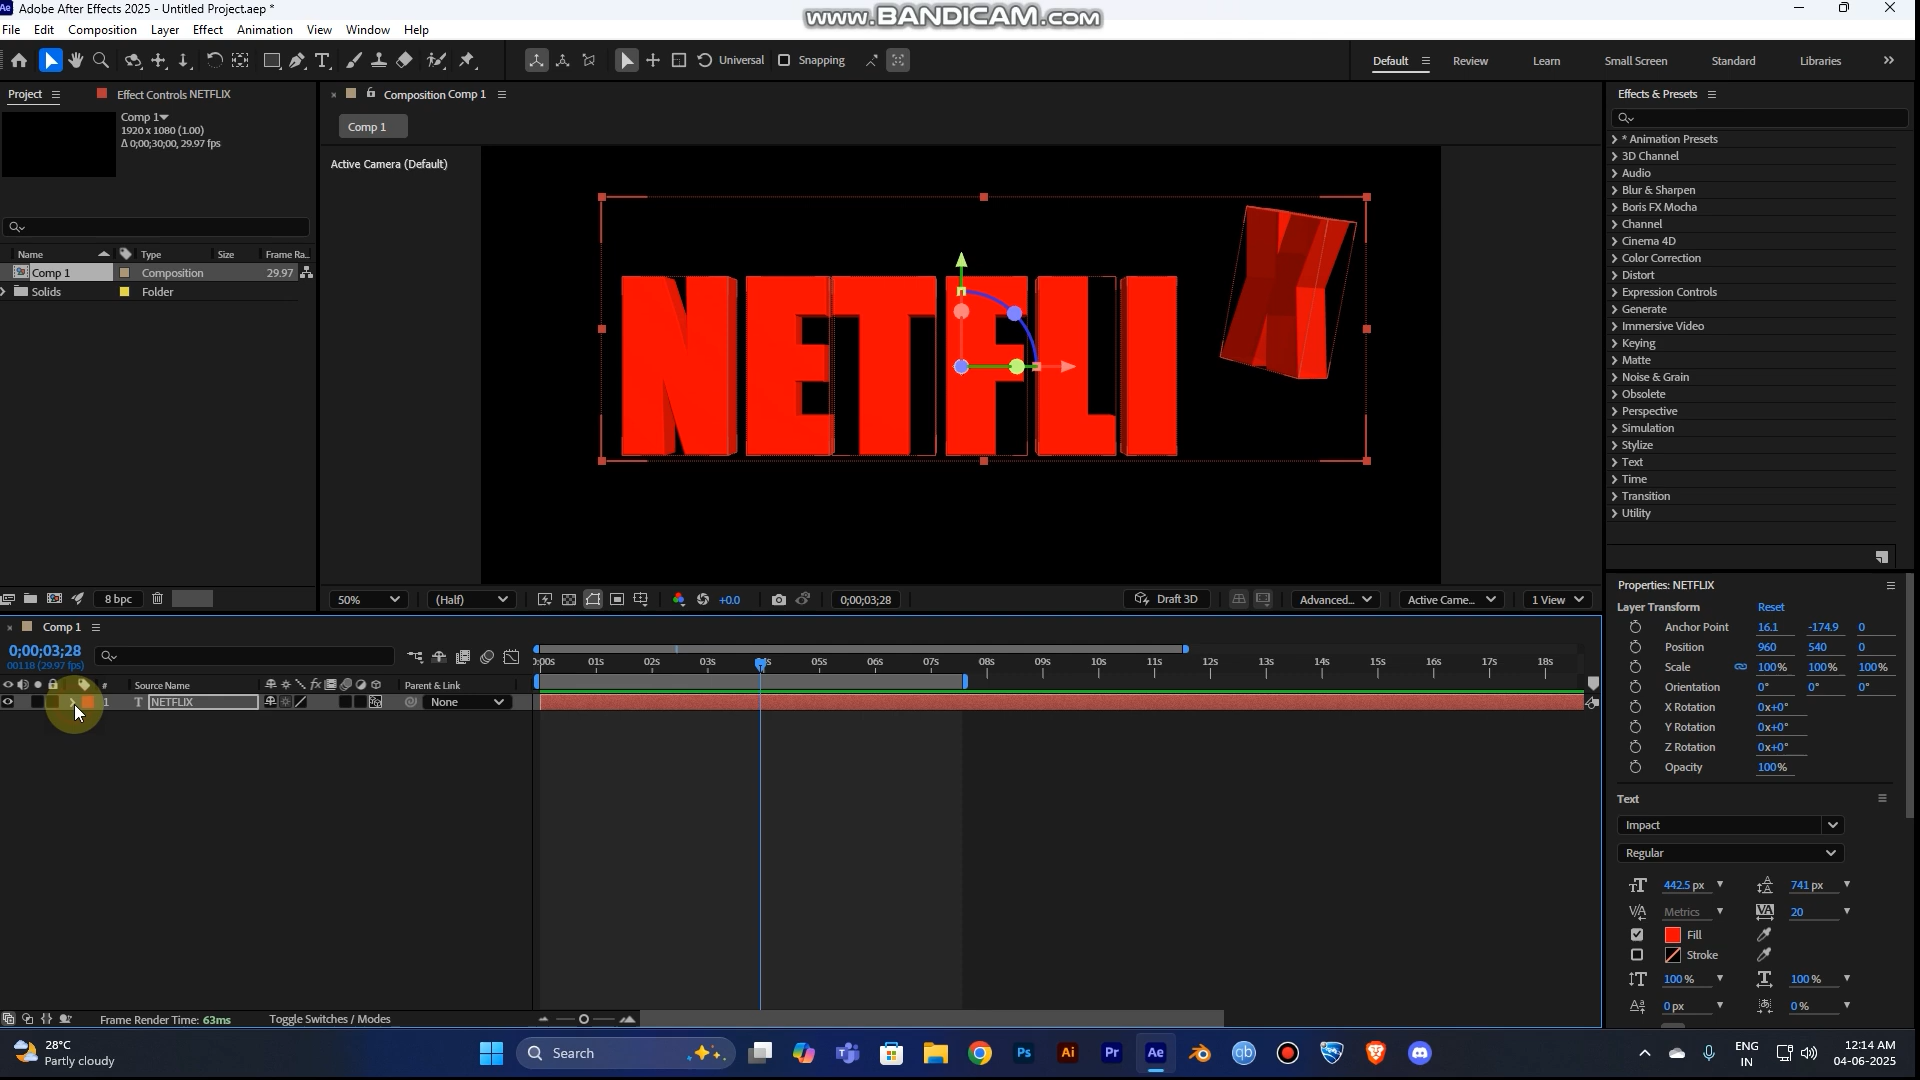 Adobe After Effects 2025 - Untitled Project.aep *
www.BANDICAM.com
File Edit Composition Layer Effect Animation View Window Help
Universal Snapping
Default Review Learn Small Screen Standard Libraries
Project
Effect Controls NETFLIX
Comp 1
1920 x 1080 (1.00)
Δ 0;00;30;00, 29.97 fps
Name Type Size Frame Ra...
Comp 1 Composition 29.97
Solids Folder
8 bpc
Composition Comp 1
Comp 1
Active Camera (Default)
NETFLIX
50% (Half) +0.0 0;00;03;28 Draft 3D Advanced... Active Came... 1 View
Effects & Presets
* Animation Presets
3D Channel
Audio
Blur & Sharpen
Boris FX Mocha
Channel
Cinema 4D
Color Correction
Distort
Expression Controls
Generate
Immersive Video
Keying
Matte
Noise & Grain
Obsolete
Perspective
Simulation
Stylize
Text
Time
Transition
Utility
Properties: NETFLIX
Layer Transform Reset
Anchor Point 16.1 -174.9 0
Position 960 540 0
Scale 100% 100% 100%
Orientation 0° 0° 0°
X Rotation 0x+0°
Y Rotation 0x+0°
Z Rotation 0x+0°
Opacity 100%
Text
Impact
Regular
442.5 px 741 px
Metrics 20
Fill
Stroke
100 % 100 %
0 px 0 %
Comp 1
0;00;03;28
00118 (29.97 fps)
01s 02s 03s 05s 06s 07s 08s 09s 10s 11s 12s 13s 14s 15s 16s 17s 18s
# Source Name Parent & Link
1 T NETFLIX None
Frame Render Time: 63ms Toggle Switches / Modes
28°C
Partly cloudy
Search
ENG
IN
12:14 AM
04-06-2025